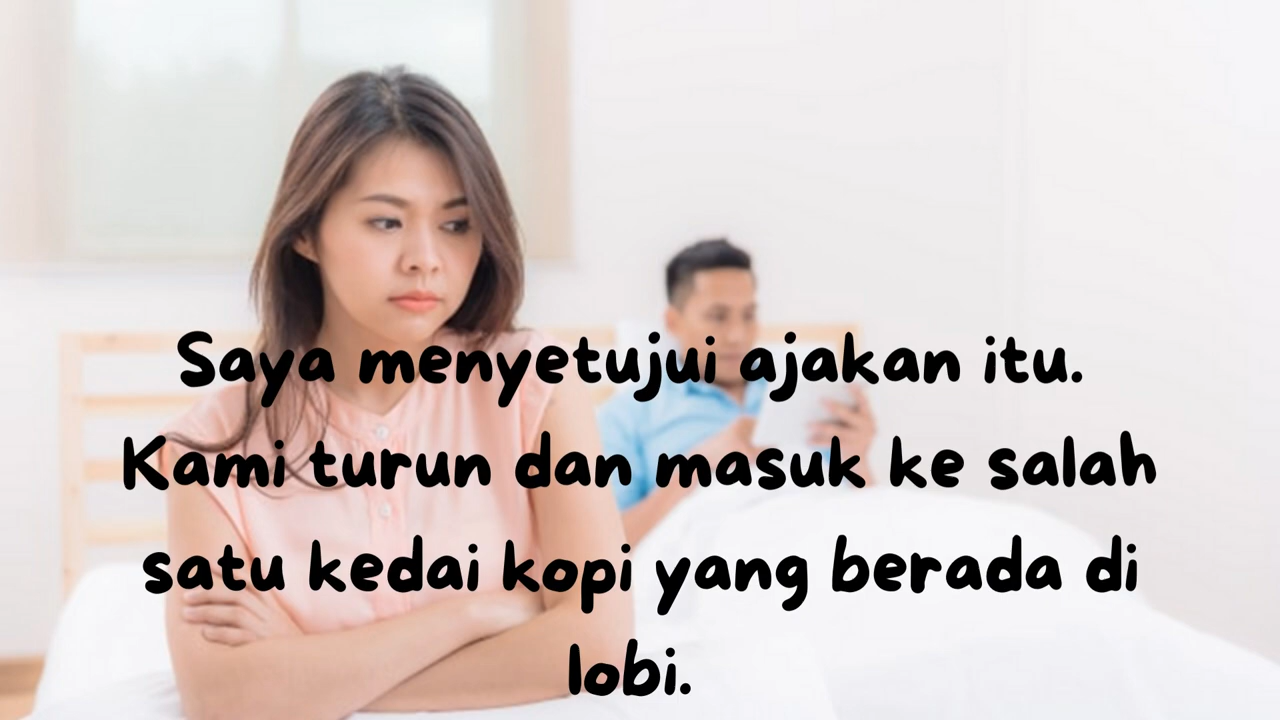 Saya menyetujui ajakan itu.
Kami turun dan masuk ke salah
satu kedai kopi yang berada di
lobi.